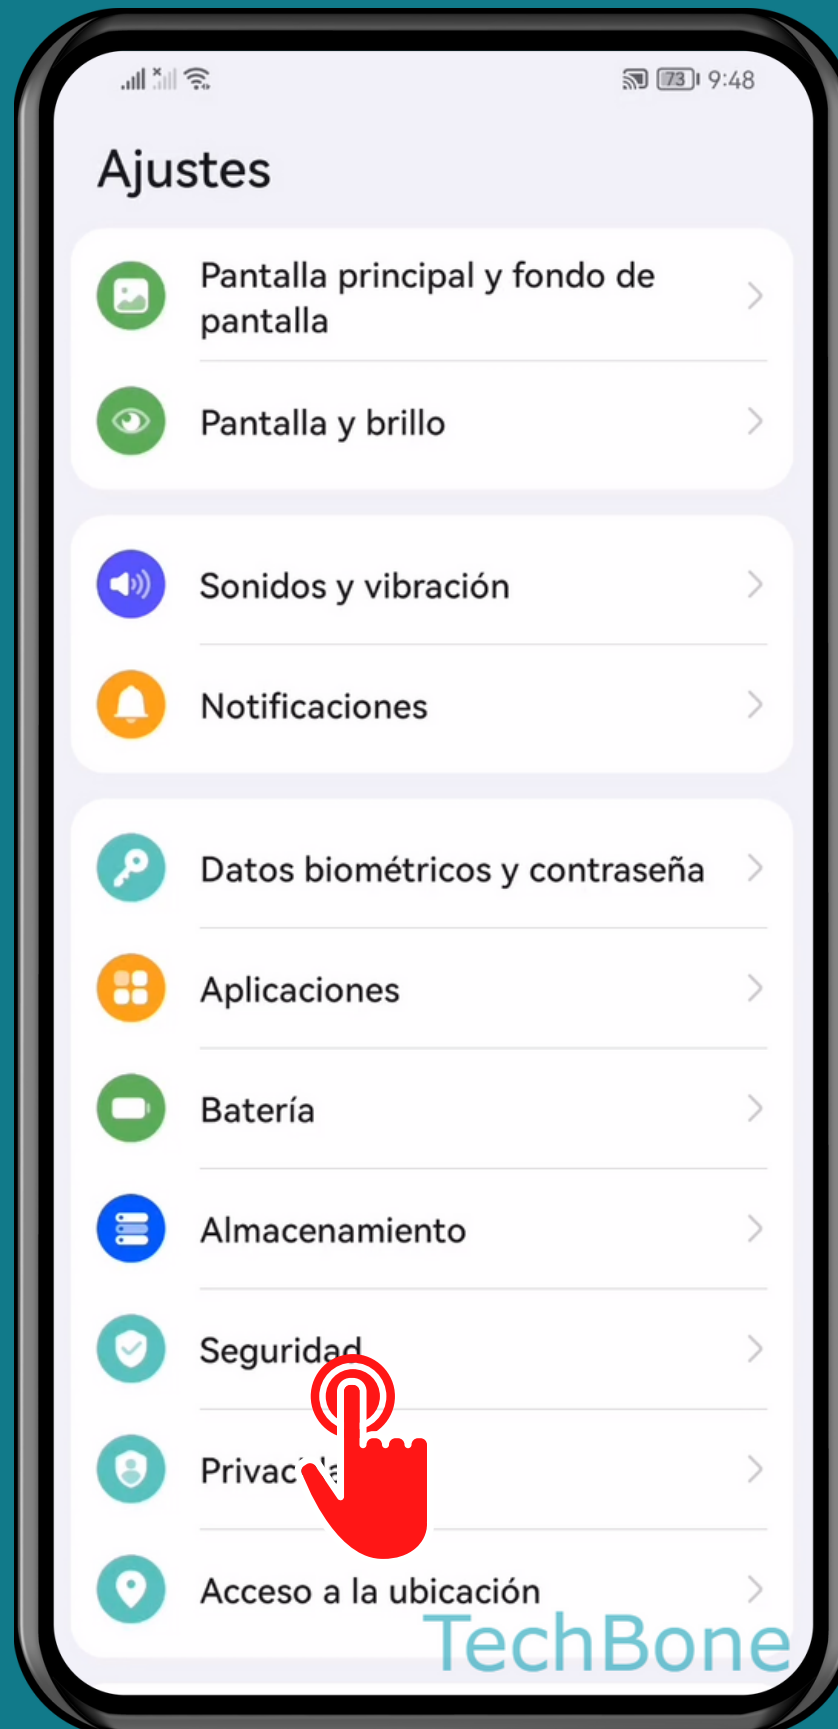 73 9:48
Ajustes
Pantalla principal y fondo de
pantalla
Pantalla y brillo
Sonidos y vibración
Notificaciones
Datos biométricos y contraseña
Aplicaciones
Batería
Almacenamiento
Seguridad
Acceso a la ubicación
TechBone